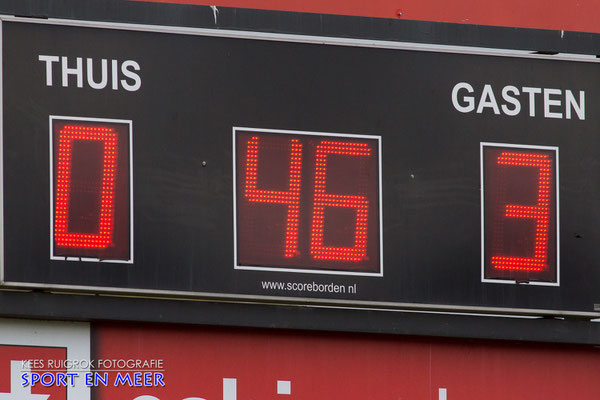 THUIS GASTEN
0 46 3
www.scoreborden.nl
KEES RUIGROK FOTOGRAFIE
SPORT EN MEER